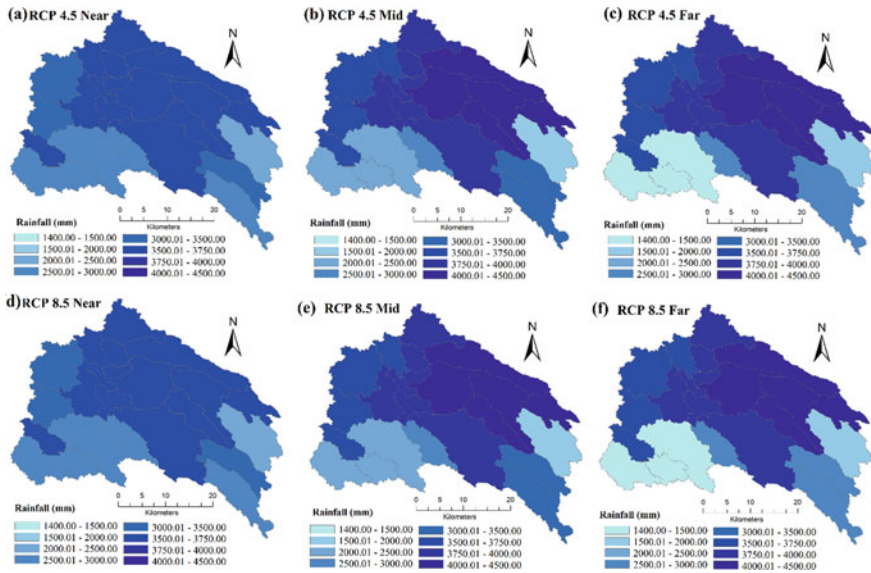 (a) RCP 4.5 Near
N
Rainfall (mm)
0 5 10 20
Kilometers
1400.00 - 1500.00
1500.01 - 2000.00
2000.01 - 2500.00
2500.01 - 3000.00
3000.01 - 3500.00
3500.01 - 3750.00
3750.01 - 4000.00
4000.01 - 4500.00
(b) RCP 4.5 Mid
N
Rainfall (mm)
0 5 10 20
Kilometers
1400.00 - 1500.00
1500.01 - 2000.00
2000.01 - 2500.00
2500.01 - 3000.00
3000.01 - 3500.00
3500.01 - 3750.00
3750.01 - 4000.00
4000.01 - 4500.00
(c) RCP 4.5 Far
N
Rainfall (mm)
0 5 10 20
Kilometers
1400.00 - 1500.00
1500.01 - 2000.00
2000.01 - 2500.00
2500.01 - 3000.00
3000.01 - 3500.00
3500.01 - 3750.00
3750.01 - 4000.00
4000.01 - 4500.00
d) RCP 8.5 Near
N
Rainfall (mm)
0 5 10 20
Kilometers
1400.00 - 1500.00
1500.01 - 2000.00
2000.01 - 2500.00
2500.01 - 3000.00
3000.01 - 3500.00
3500.01 - 3750.00
3750.01 - 4000.00
4000.01 - 4500.00
(e) RCP 8.5 Mid
N
Rainfall (mm)
0 5 10 20
Kilometers
1400.00 - 1500.00
1500.01 - 2000.00
2000.01 - 2500.00
2500.01 - 3000.00
3000.01 - 3500.00
3500.01 - 3750.00
3750.01 - 4000.00
4000.01 - 4500.00
(f) RCP 8.5 Far
N
Rainfall (mm)
0 5 10 20
Kilometers
1400.00 - 1500.00
1500.01 - 2000.00
2000.01 - 2500.00
2500.01 - 3000.00
3000.01 - 3500.00
3500.01 - 3750.00
3750.01 - 4000.00
4000.01 - 4500.00